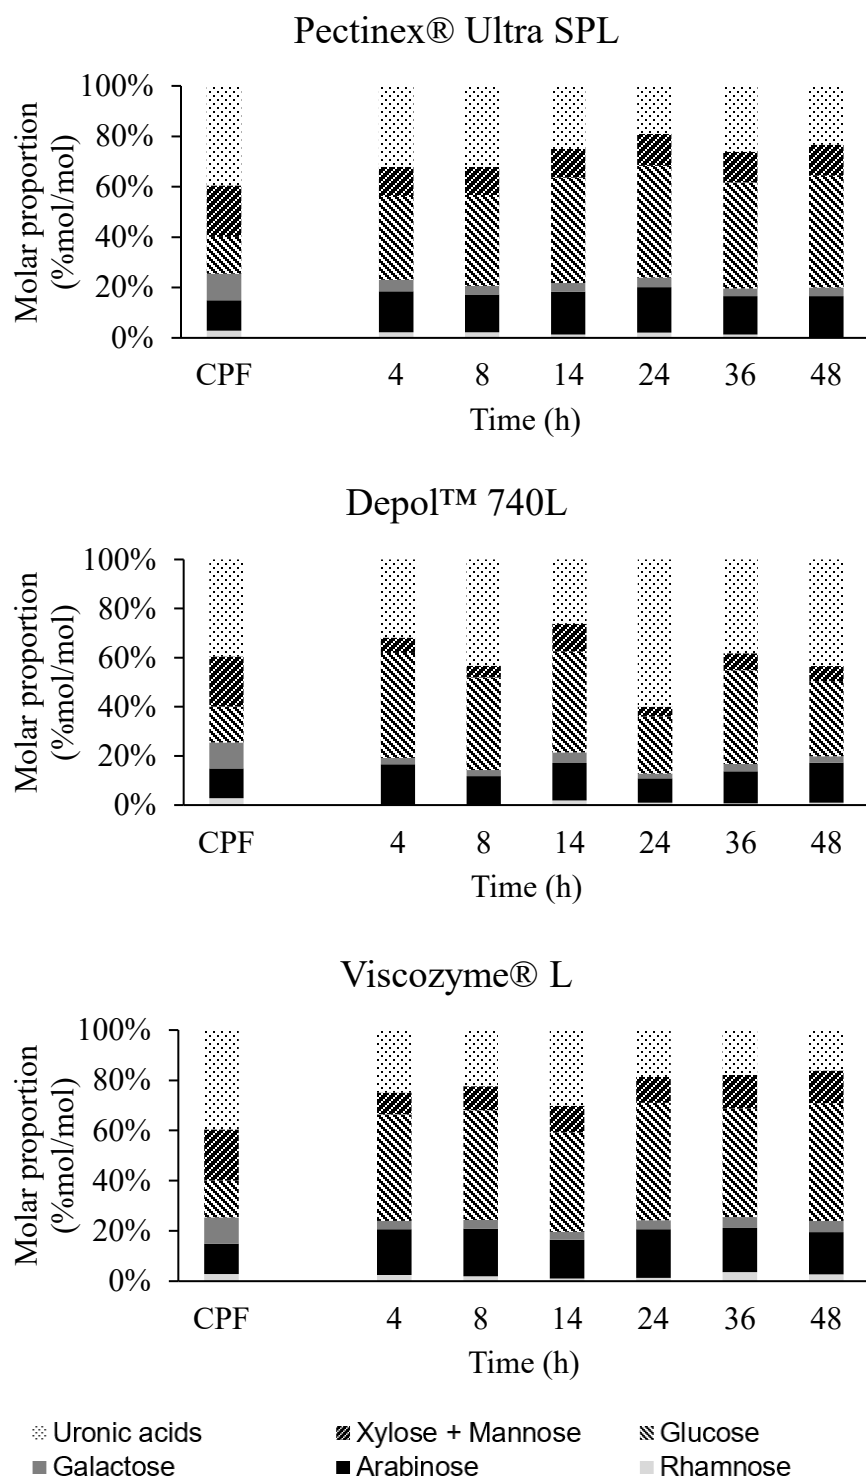 Pectinex® Ultra SPL
Molar proportion
(%mol/mol)
100%
80%
60%
40%
20%
0%
CPF 4 8 14 24 36 48
Time (h)
Depol™ 740L
Molar proportion
(%mol/mol)
100%
80%
60%
40%
20%
0%
CPF 4 8 14 24 36 48
Time (h)
Viscozyme® L
Molar proportion
(%mol/mol)
100%
80%
60%
40%
20%
0%
CPF 4 8 14 24 36 48
Time (h)
Uronic acids Xylose + Mannose Glucose
Galactose Arabinose Rhamnose